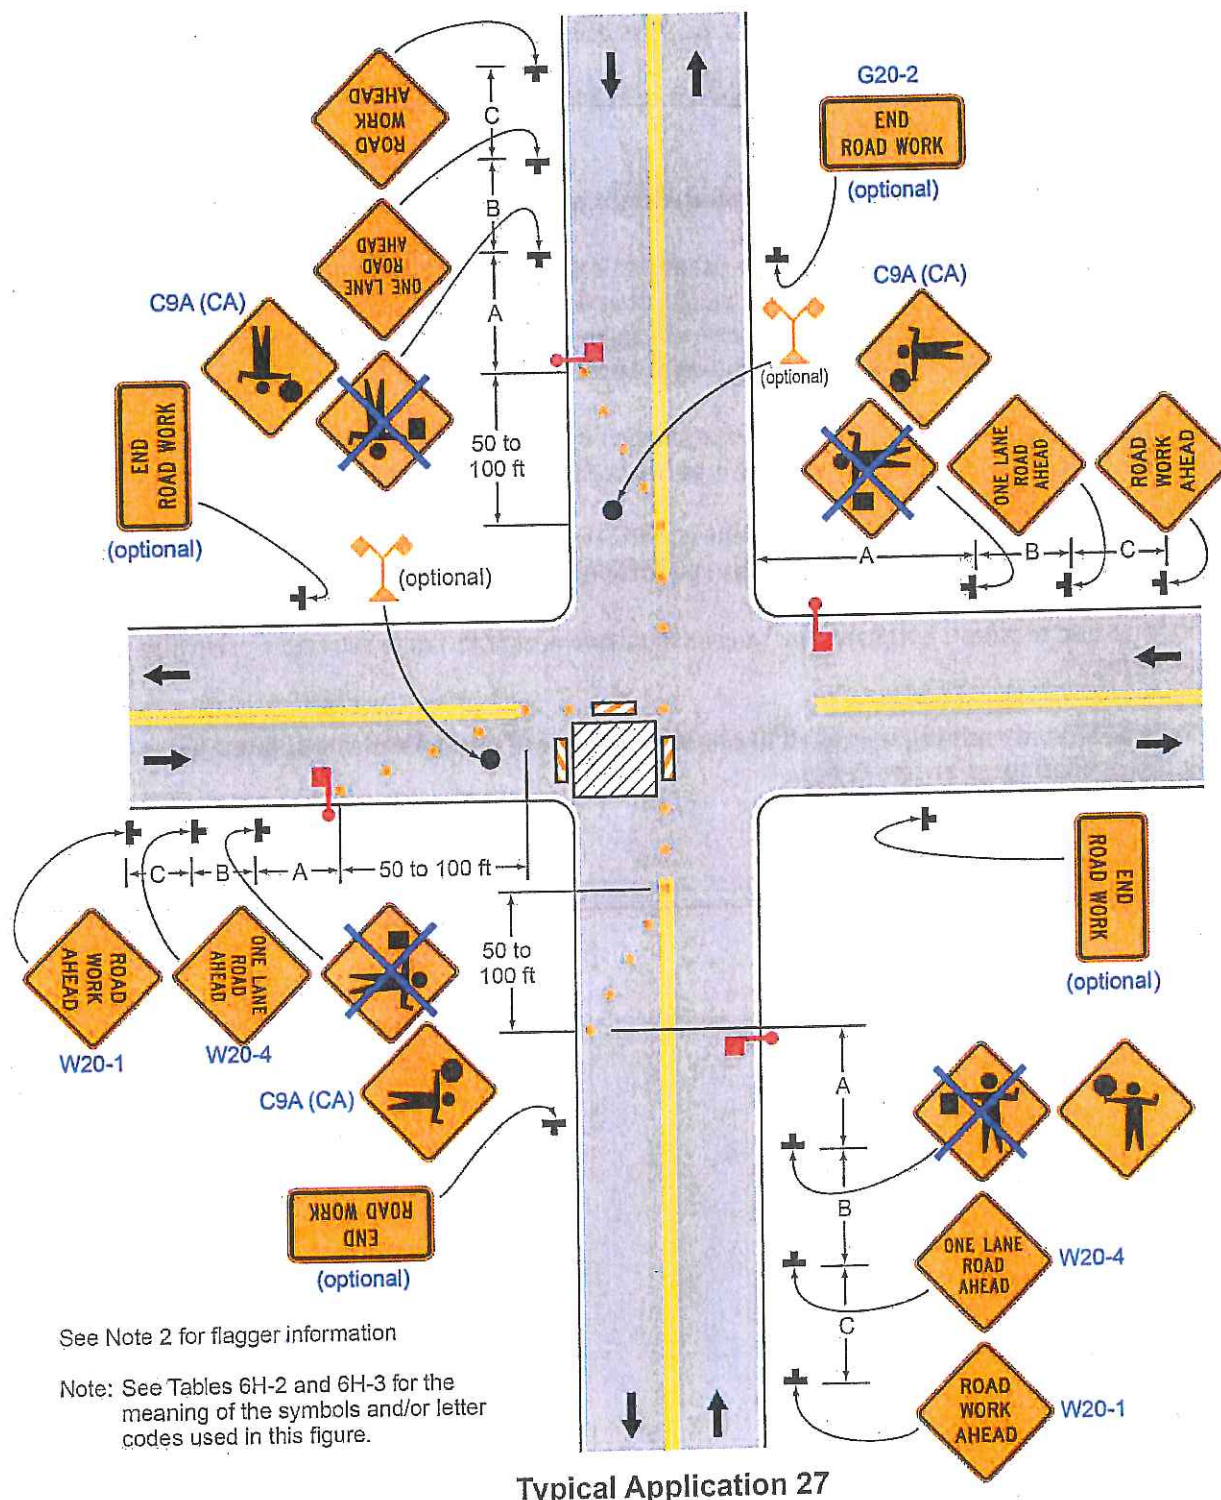 ROAD
WORK
AHEAD
C
B
A
ONE LANE
ROAD
AHEAD
C9A (CA)
50 to
100 ft
END
ROAD WORK
(optional)
(optional)
G20-2
END
ROAD WORK
(optional)
(optional)
C9A (CA)
ONE LANE
ROAD
AHEAD
ROAD
WORK
AHEAD
A
B
C
C
B
A
50 to 100 ft
ROAD
WORK
AHEAD
W20-1
ONE LANE
ROAD
AHEAD
W20-4
C9A (CA)
50 to
100 ft
END
ROAD WORK
(optional)
END
ROAD WORK
(optional)
A
B
C
ONE LANE
ROAD
AHEAD
W20-4
ROAD
WORK
AHEAD
W20-1
See Note 2 for flagger information
Note: See Tables 6H-2 and 6H-3 for the
meaning of the symbols and/or letter
codes used in this figure.
Typical Application 27